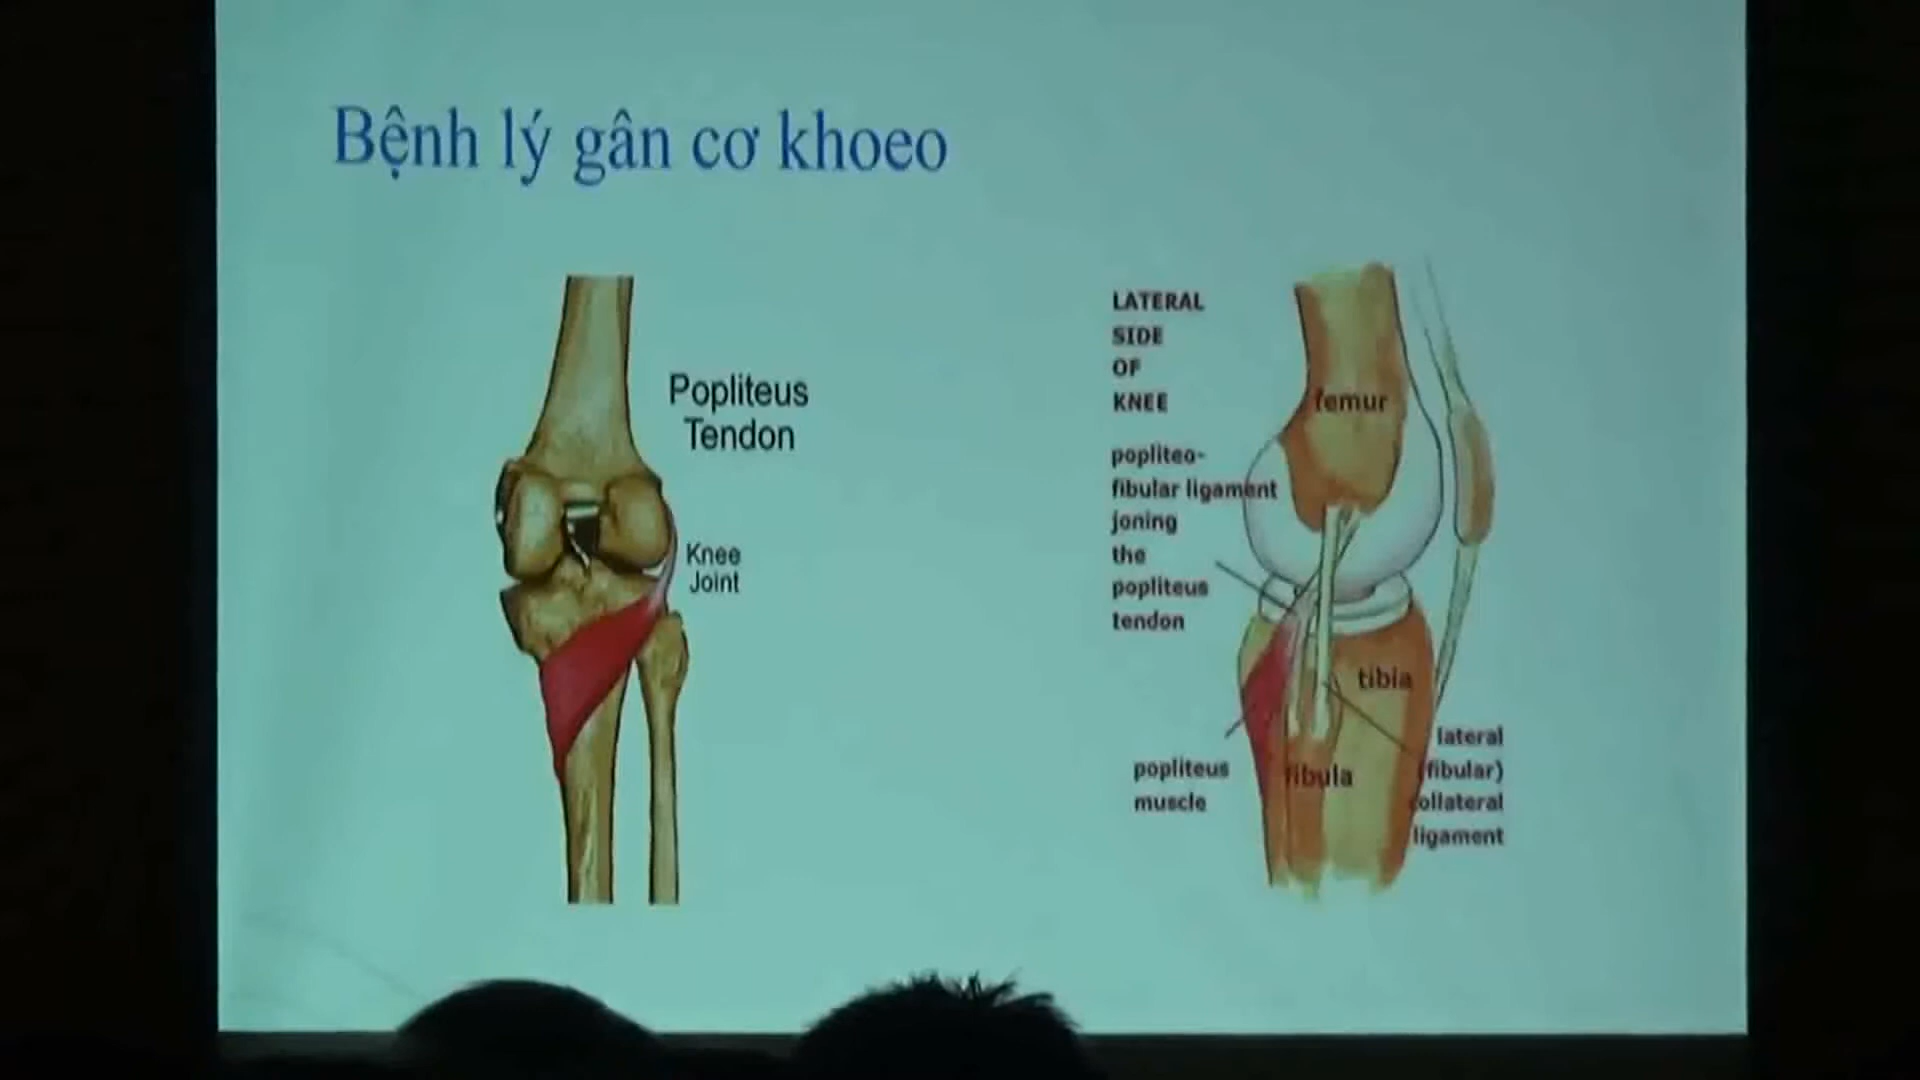 Bệnh lý gân cơ khoeo
Popliteus
Tendon
Knee
Joint
LATERAL
SIDE
OF
KNEE
femur
popliteo-
fibular ligament
joning
the
popliteus
tendon
tibia
popliteus
muscle
fibula
lateral
(fibular)
collateral
ligament